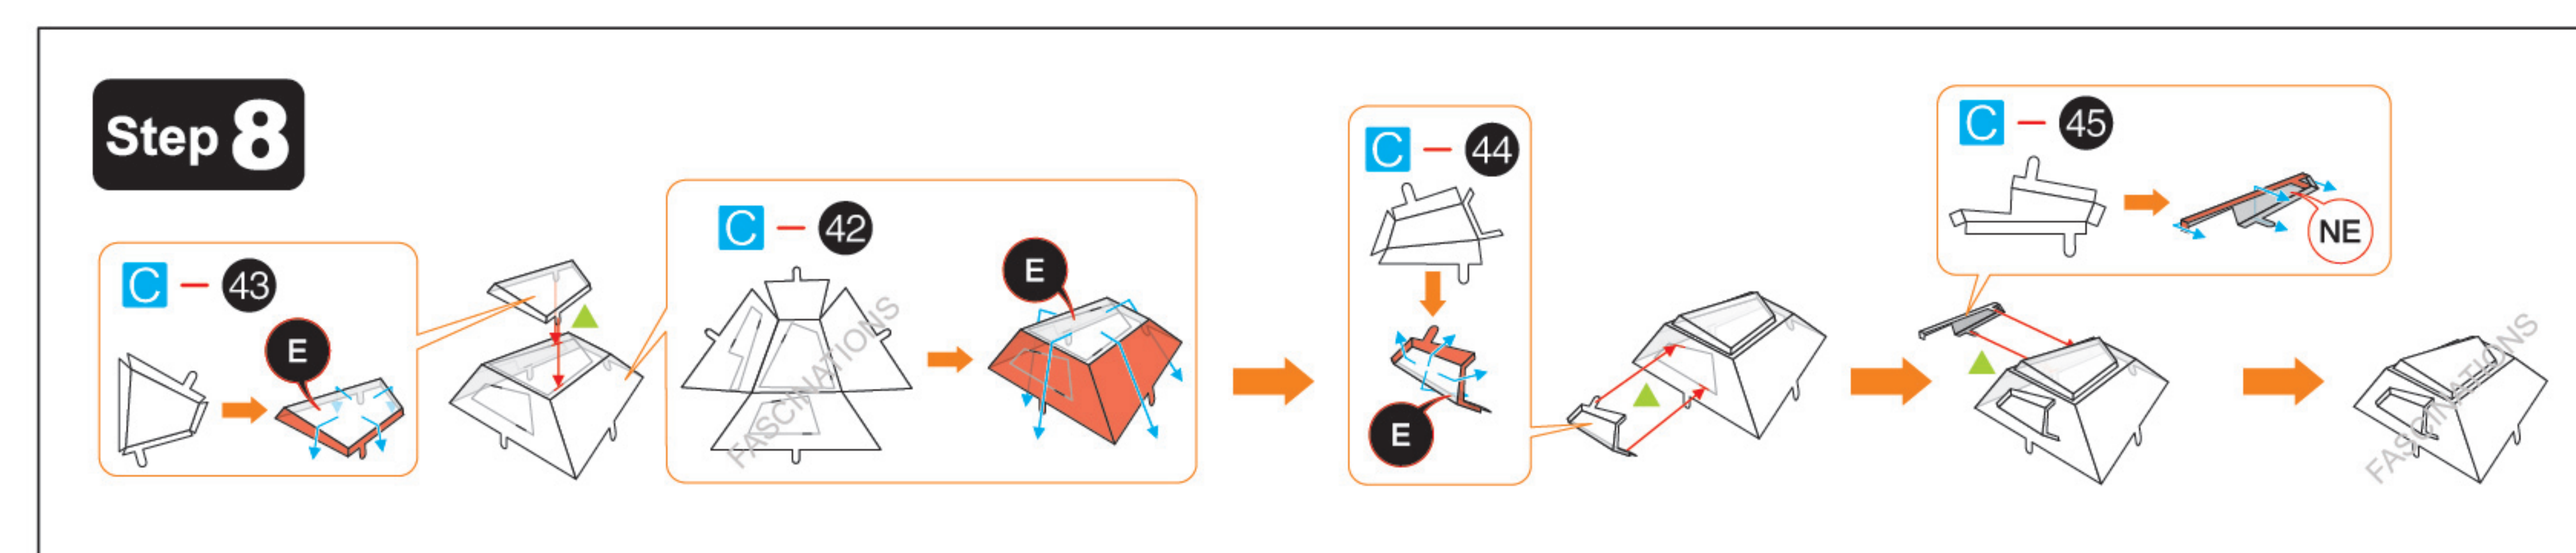 Step 8
C - 43
E
C - 42
E
FASCINATIONS
C - 44
E
C - 45
NE
FASCINATIONS